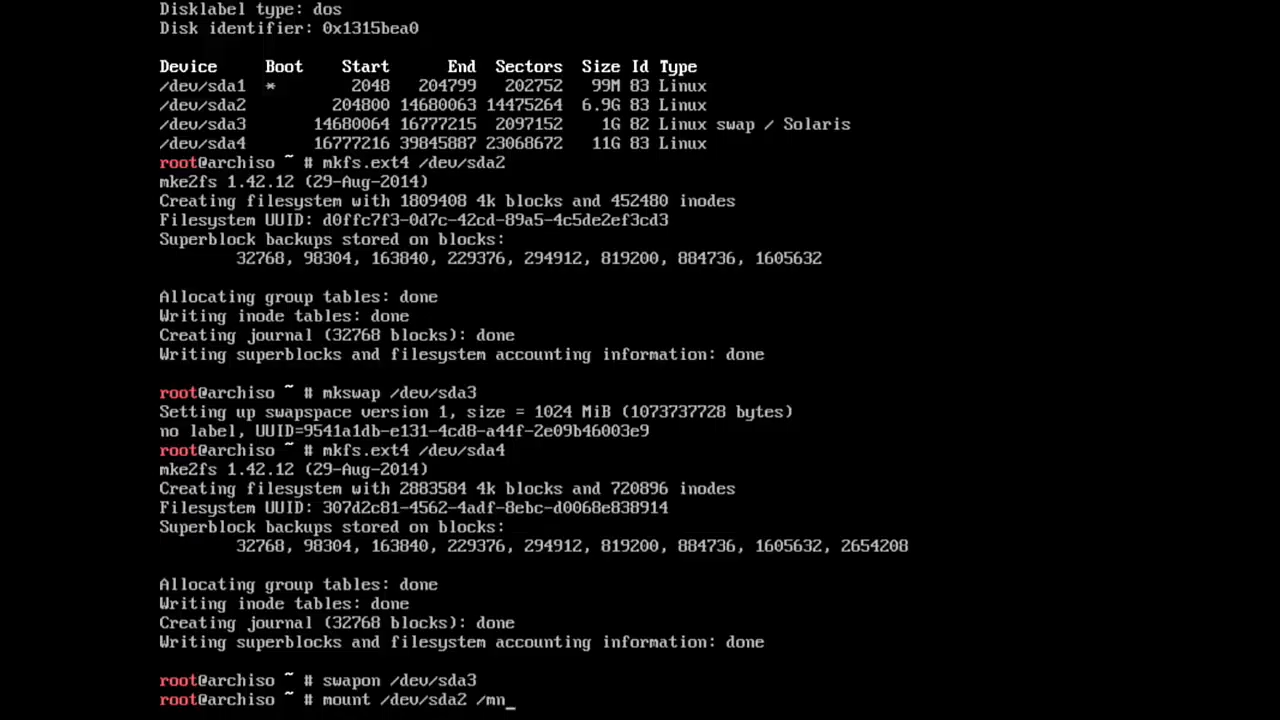 Disklabel type: dos
Disk identifier: 0x1315bea0
Device     Boot    Start      End  Sectors  Size Id Type
/dev/sda1  *        2048   204799   202752   99M 83 Linux
/dev/sda2         204800 14680063 14475264  6.9G 83 Linux
/dev/sda3       14680064 16777215  2097152    1G 82 Linux swap / Solaris
/dev/sda4       16777216 39845887 23068672   11G 83 Linux
root@archiso ~ # mkfs.ext4 /dev/sda2
mke2fs 1.42.12 (29-Aug-2014)
Creating filesystem with 1809408 4k blocks and 452480 inodes
Filesystem UUID: d0ffc7f3-0d7c-42cd-89a5-4c5de2ef3cd3
Superblock backups stored on blocks:
        32768, 98304, 163840, 229376, 294912, 819200, 884736, 1605632
Allocating group tables: done
Writing inode tables: done
Creating journal (32768 blocks): done
Writing superblocks and filesystem accounting information: done
root@archiso ~ # mkswap /dev/sda3
Setting up swapspace version 1, size = 1024 MiB (1073737728 bytes)
no label, UUID=9541a1db-e131-4cd8-a44f-2e09b46003e9
root@archiso ~ # mkfs.ext4 /dev/sda4
mke2fs 1.42.12 (29-Aug-2014)
Creating filesystem with 2883584 4k blocks and 720896 inodes
Filesystem UUID: 307d2c81-4562-4adf-8ebc-d0068e838914
Superblock backups stored on blocks:
        32768, 98304, 163840, 229376, 294912, 819200, 884736, 1605632, 2654208
Allocating group tables: done
Writing inode tables: done
Creating journal (32768 blocks): done
Writing superblocks and filesystem accounting information: done
root@archiso ~ # swapon /dev/sda3
root@archiso ~ # mount /dev/sda2 /mn_